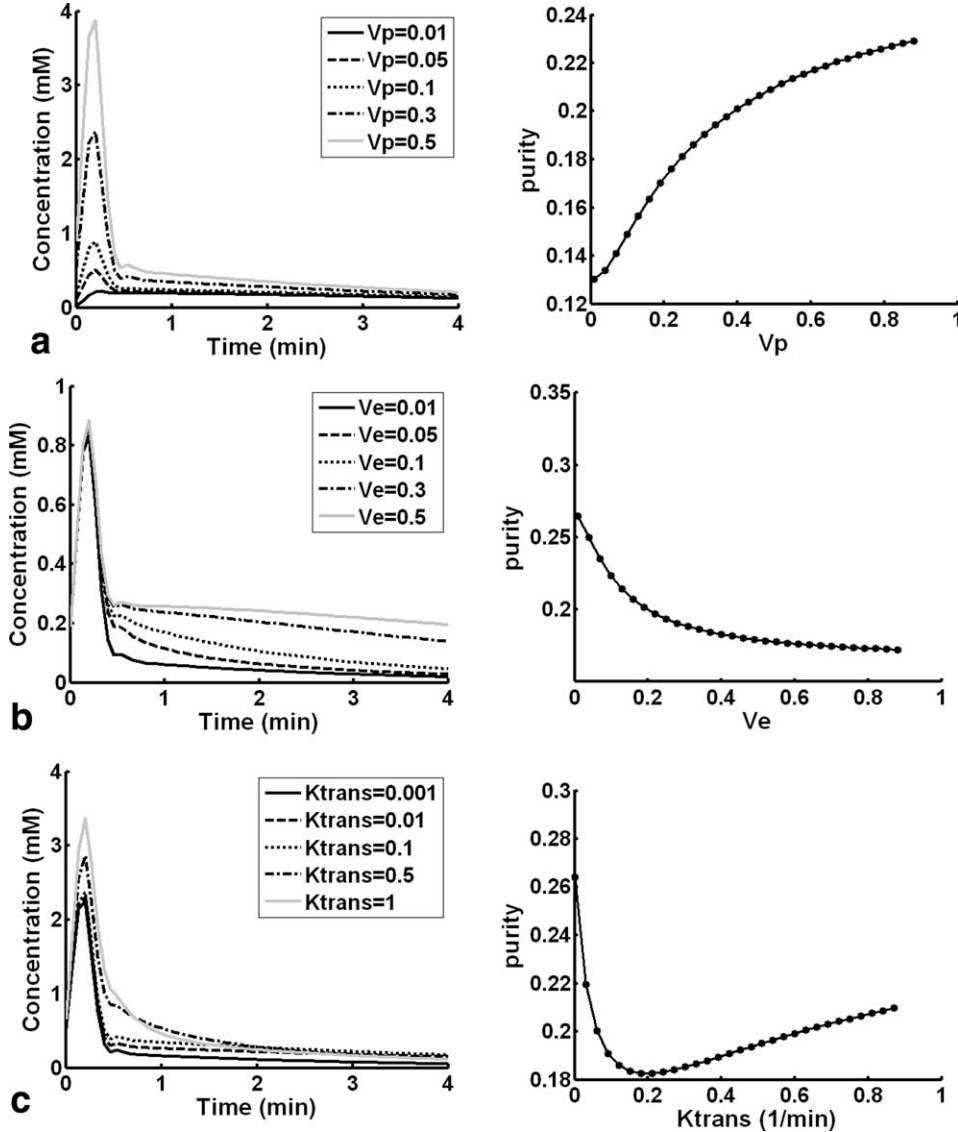 4
3
2
1
0
Concentration (mM)
Vp=0.01
Vp=0.05
Vp=0.1
Vp=0.3
Vp=0.5
0 1 2 3 4
Time (min)
a
0.24
0.22
0.2
0.18
0.16
0.14
0.12
purity
0 0.2 0.4 0.6 0.8 1
Vp
1
0.8
0.6
0.4
0.2
0
Concentration (mM)
Ve=0.01
Ve=0.05
Ve=0.1
Ve=0.3
Ve=0.5
0 1 2 3 4
Time (min)
b
0.35
0.3
0.25
0.2
purity
0 0.2 0.4 0.6 0.8 1
Ve
4
3
2
1
0
Concentration (mM)
Ktrans=0.001
Ktrans=0.01
Ktrans=0.1
Ktrans=0.5
Ktrans=1
0 1 2 3 4
Time (min)
c
0.3
0.28
0.26
0.24
0.22
0.2
0.18
purity
0 0.2 0.4 0.6 0.8 1
Ktrans (1/min)